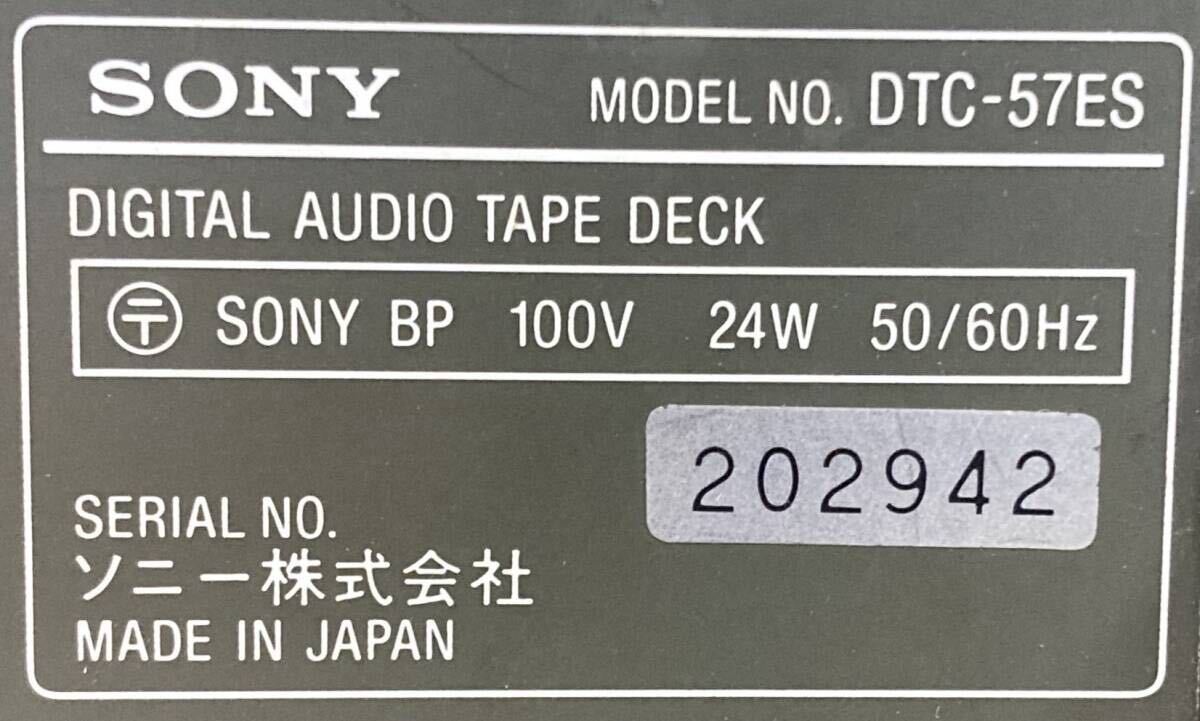 SONY MODEL NO. DTC-57ES
DIGITAL AUDIO TAPE DECK
〶 SONY BP 100V 24W 50/60Hz
202942
SERIAL NO.
ソニー株式会社
MADE IN JAPAN